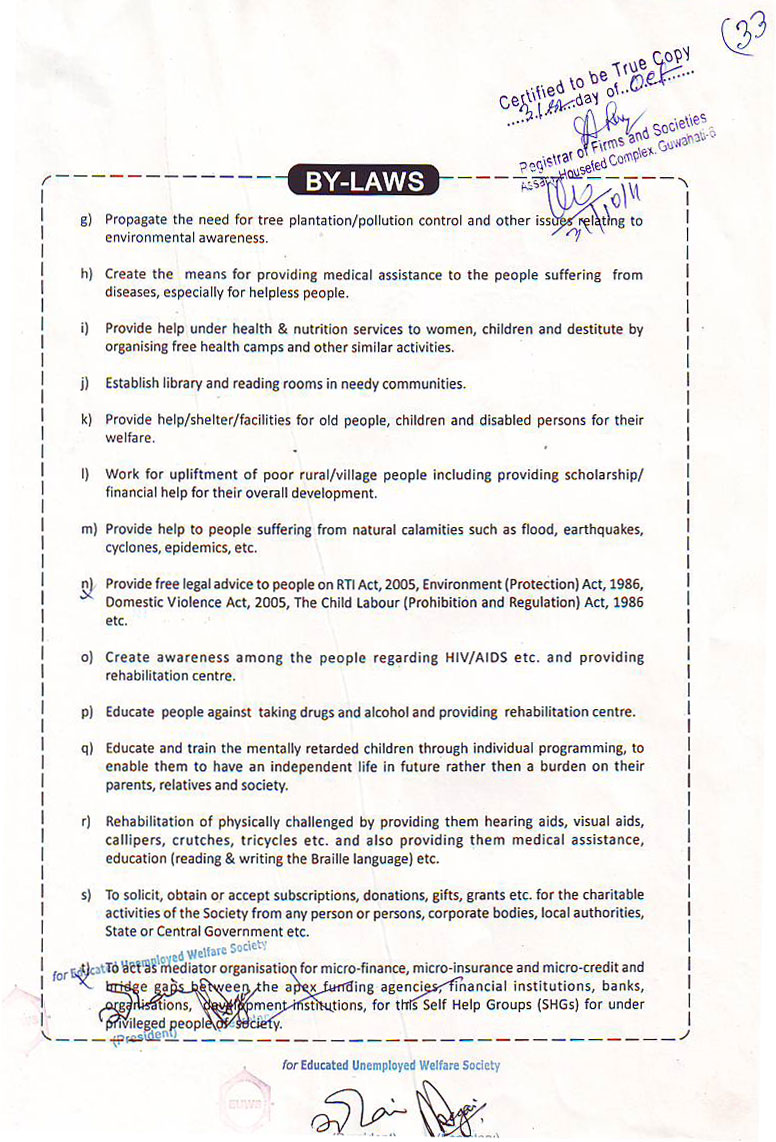 33
Certified to be True Copy
31st day of Oct
Registrar of Firms and Societies
Assam Housefed Complex, Guwahati-6
31/10/11
BY-LAWS
g) Propagate the need for tree plantation/pollution control and other issues relating to
environmental awareness.
h) Create the means for providing medical assistance to the people suffering from
diseases, especially for helpless people.
i) Provide help under health & nutrition services to women, children and destitute by
organising free health camps and other similar activities.
j) Establish library and reading rooms in needy communities.
k) Provide help/shelter/facilities for old people, children and disabled persons for their
welfare.
l) Work for upliftment of poor rural/village people including providing scholarship/
financial help for their overall development.
m) Provide help to people suffering from natural calamities such as flood, earthquakes,
cyclones, epidemics, etc.
n) Provide free legal advice to people on RTI Act, 2005, Environment (Protection) Act, 1986,
Domestic Violence Act, 2005, The Child Labour (Prohibition and Regulation) Act, 1986
etc.
o) Create awareness among the people regarding HIV/AIDS etc. and providing
rehabilitation centre.
p) Educate people against taking drugs and alcohol and providing rehabilitation centre.
q) Educate and train the mentally retarded children through individual programming, to
enable them to have an independent life in future rather then a burden on their
parents, relatives and society.
r) Rehabilitation of physically challenged by providing them hearing aids, visual aids,
callipers, crutches, tricycles etc. and also providing them medical assistance,
education (reading & writing the Braille language) etc.
s) To solicit, obtain or accept subscriptions, donations, gifts, grants etc. for the charitable
activities of the Society from any person or persons, corporate bodies, local authorities,
State or Central Government etc.
for Educated Unemployed Welfare Society
t) To act as mediator organisation for micro-finance, micro-insurance and micro-credit and
bridge gaps between the apex funding agencies, financial institutions, banks,
organisations, development institutions, for this Self Help Groups (SHGs) for under
privileged people of society.
(President)
for Educated Unemployed Welfare Society
EUWS